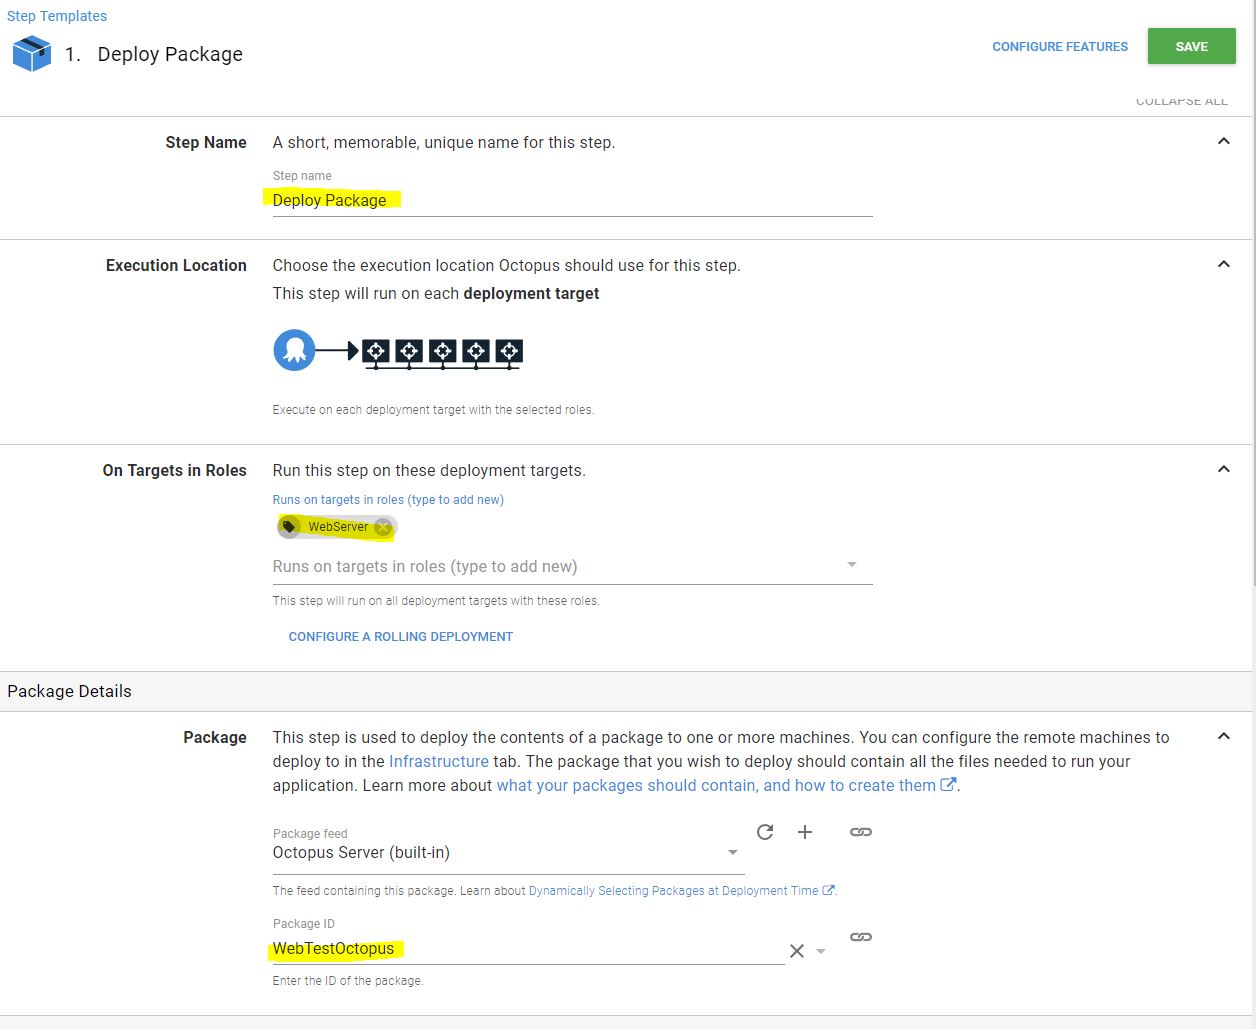 Step Templates
1. Deploy Package
CONFIGURE FEATURES
SAVE
COLLAPSE ALL
Step Name
A short, memorable, unique name for this step.
Step name
Deploy Package
Execution Location
Choose the execution location Octopus should use for this step.
This step will run on each deployment target
Execute on each deployment target with the selected roles.
On Targets in Roles
Run this step on these deployment targets.
Runs on targets in roles (type to add new)
WebServer
Runs on targets in roles (type to add new)
This step will run on all deployment targets with these roles.
CONFIGURE A ROLLING DEPLOYMENT
Package Details
Package
This step is used to deploy the contents of a package to one or more machines. You can configure the remote machines to
deploy to in the Infrastructure tab. The package that you wish to deploy should contain all the files needed to run your
application. Learn more about what your packages should contain, and how to create them.
Package feed
Octopus Server (built-in)
The feed containing this package. Learn about Dynamically Selecting Packages at Deployment Time.
Package ID
WebTestOctopus
Enter the ID of the package.